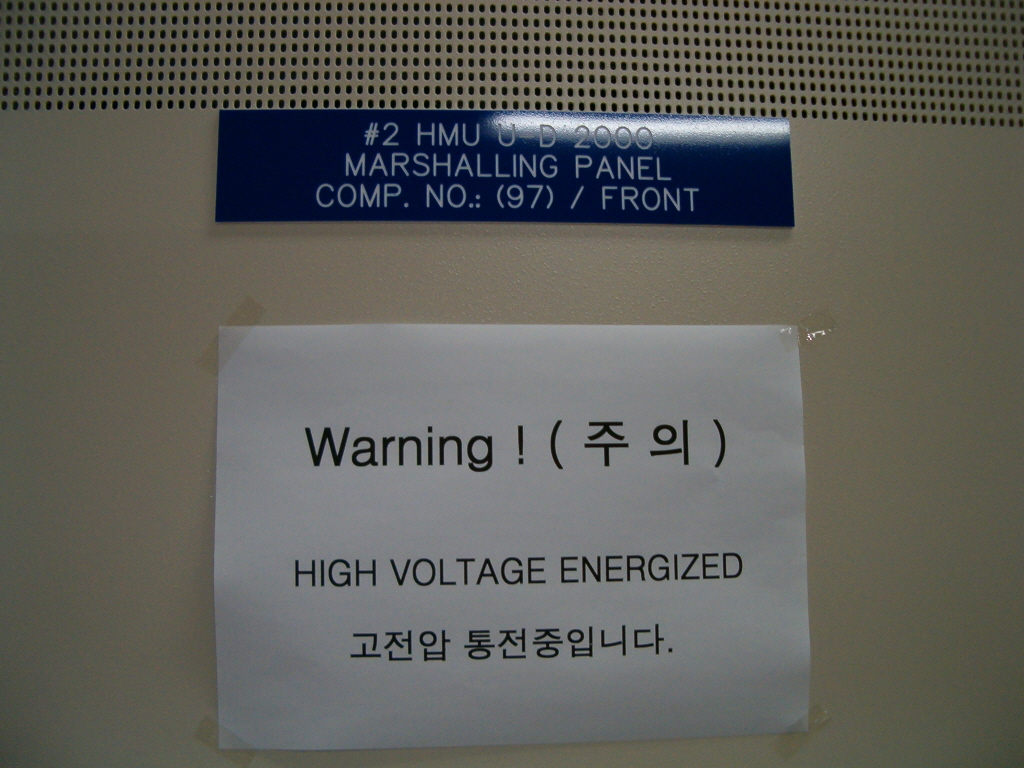 #2 HMU U-D 2000
MARSHALLING PANEL
COMP. NO.: (97) / FRONT
Warning ! ( 주 의 )
HIGH VOLTAGE ENERGIZED
고전압 통전중입니다.